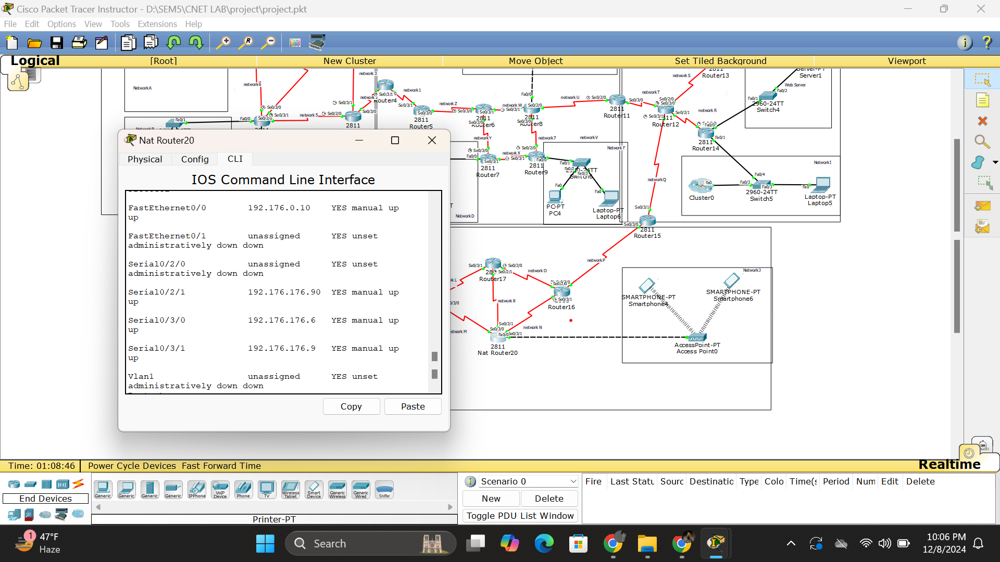 Cisco Packet Tracer Instructor - D:\SEM5\CNET LAB\project\project.pkt
File Edit Options View Tools Extensions Help
Logical [Root] New Cluster Move Object Set Tiled Background Viewport
Network A
network6
network 3
network 5
network1
network Z
network W
network U
network T
network S
network R
Router4
2811
Router5
2811
Router6
2811
Router8
2811
Router11
Router12
2811
Router13
Server-PT
Server1
Web Server
2960-24TT
Switch4
2811
Router14
network Y
network X
network7
network V
Network F
2811
Router7
2811
Router9
Switch6
PC-PT
PC4
Laptop-PT
Laptop6
Network D
Network I
Cluster0
2960-24TT
Switch5
Laptop-PT
Laptop5
network Q
2811
Router15
network P
Router17
network O
network 8
Router16
network N
2811
Nat Router20
Network J
SMARTPHONE-PT
SMARTPHONE-PT
Smartphone6
AccessPoint-PT
Access Point0
Nat Router20
Physical Config CLI
IOS Command Line Interface
FastEthernet0/0 192.176.0.10 YES manual up
up
FastEthernet0/1 unassigned YES unset
administratively down down
Serial0/2/0 unassigned YES unset
administratively down down
Serial0/2/1 192.176.176.90 YES manual up
up
Serial0/3/0 192.176.176.6 YES manual up
up
Serial0/3/1 192.176.176.9 YES manual up
up
Vlan1 unassigned YES unset
administratively down down
Copy Paste
Time: 01:08:46 Power Cycle Devices Fast Forward Time
Realtime
End Devices
Generic Generic Generic Generic IPPhone VoIP Device Phone TV Wireless Tablet Smart Device Generic Wireless Generic Wired Sniffer
Printer-PT
Scenario 0
New Delete
Toggle PDU List Window
Fire Last Statu Sourc Destinatic Type Colo Time(s Period Num Edit Delete
1
47°F
Haze
Search
10:06 PM
12/8/2024